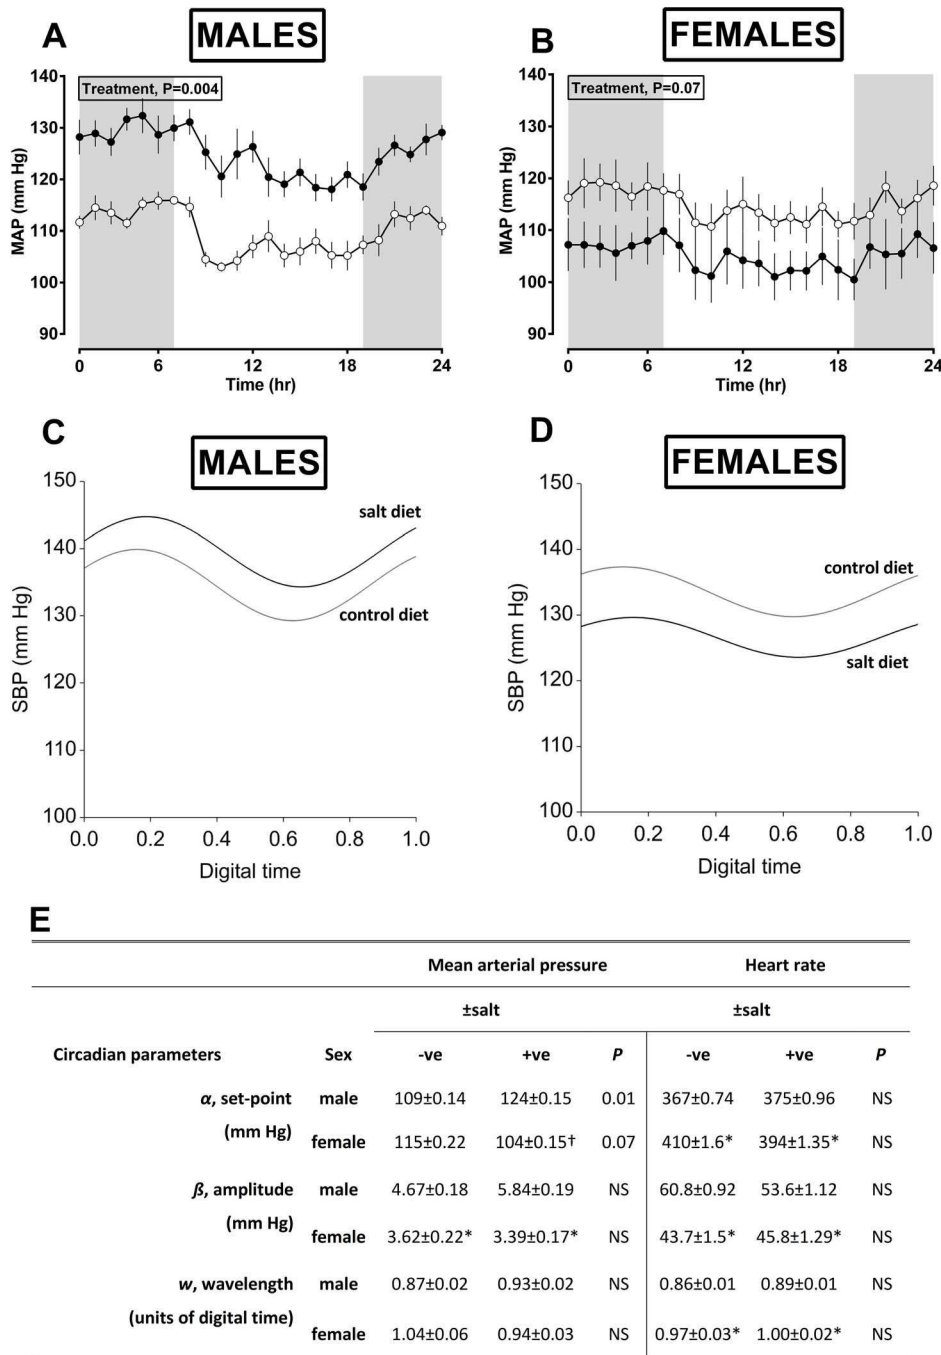 A MALES
Treatment, P=0.004
MAP (mm Hg)
140
130
120
110
100
90
0 6 12 18 24
Time (hr)
B FEMALES
Treatment, P=0.07
MAP (mm Hg)
140
130
120
110
100
90
0 6 12 18 24
Time (hr)
C MALES
SBP (mm Hg)
150
140
130
120
110
100
salt diet
control diet
0.0 0.2 0.4 0.6 0.8 1.0
Digital time
D FEMALES
SBP (mm Hg)
150
140
130
120
110
100
control diet
salt diet
0.0 0.2 0.4 0.6 0.8 1.0
Digital time
E
Mean arterial pressure Heart rate
±salt ±salt
Circadian parameters Sex -ve +ve P -ve +ve P
α, set-point male 109±0.14 124±0.15 0.01 367±0.74 375±0.96 NS
(mm Hg) female 115±0.22 104±0.15† 0.07 410±1.6* 394±1.35* NS
ß, amplitude male 4.67±0.18 5.84±0.19 NS 60.8±0.92 53.6±1.12 NS
(mm Hg) female 3.62±0.22* 3.39±0.17* NS 43.7±1.5* 45.8±1.29* NS
w, wavelength male 0.87±0.02 0.93±0.02 NS 0.86±0.01 0.89±0.01 NS
(units of digital time) female 1.04±0.06 0.94±0.03 NS 0.97±0.03* 1.00±0.02* NS